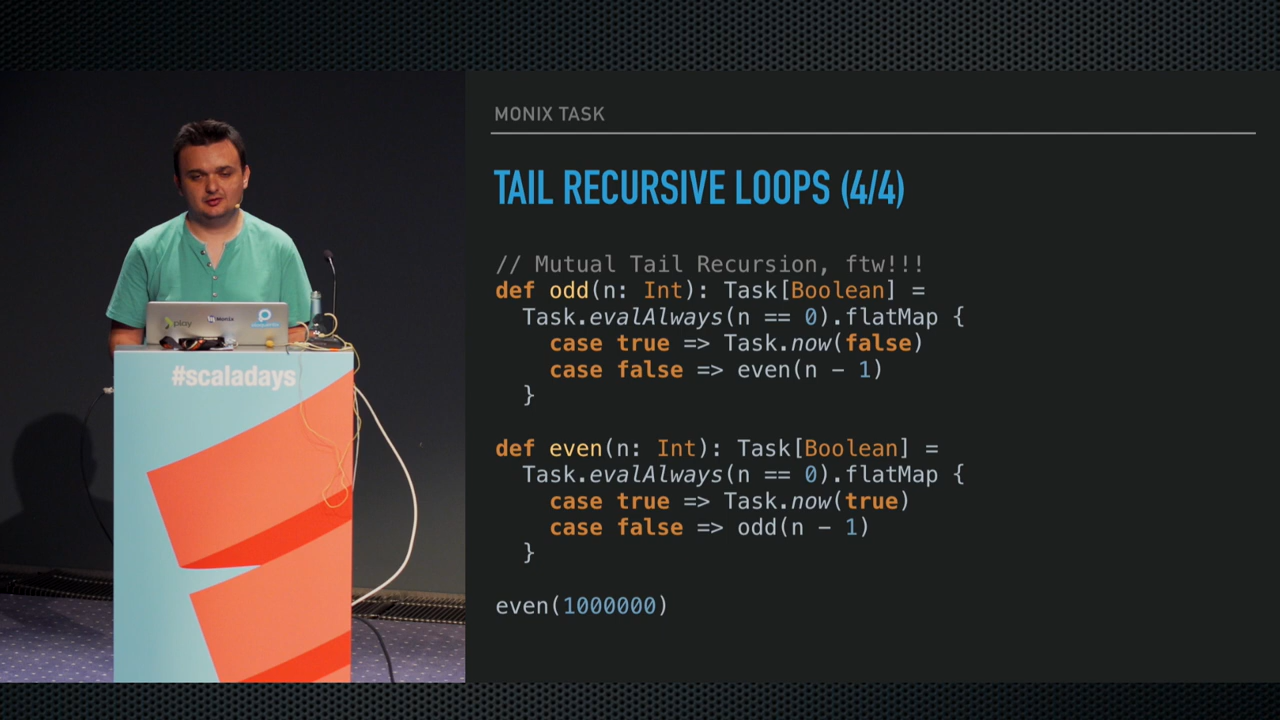 MONIX TASK
TAIL RECURSIVE LOOPS (4/4)
// Mutual Tail Recursion, ftw!!!
def odd(n: Int): Task[Boolean] =
  Task.evalAlways(n == 0).flatMap {
    case true => Task.now(false)
    case false => even(n - 1)
  }
def even(n: Int): Task[Boolean] =
  Task.evalAlways(n == 0).flatMap {
    case true => Task.now(true)
    case false => odd(n - 1)
  }
even(1000000)
play
Monix
#scaladays